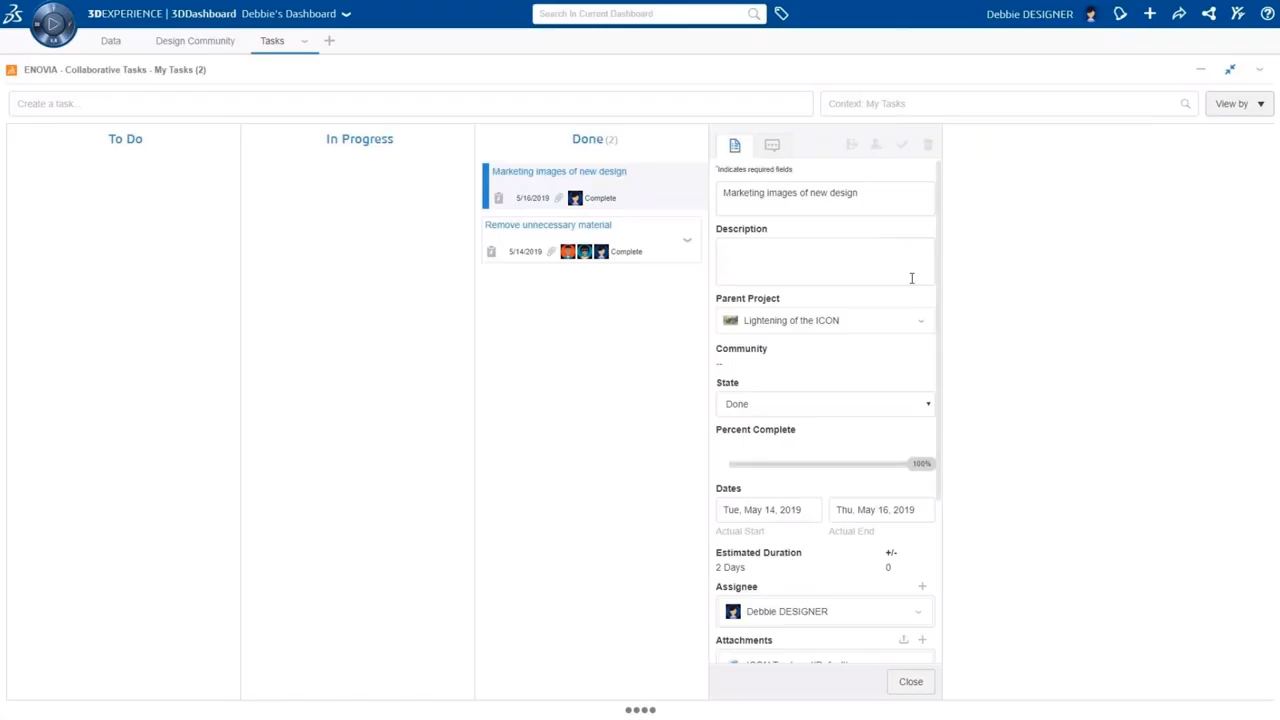 3DEXPERIENCE | 3DDashboard Debbie's Dashboard
Search In Current Dashboard
Debbie DESIGNER
Data
Design Community
Tasks
ENOVIA - Collaborative Tasks - My Tasks (2)
Create a task...
Context: My Tasks
View by
To Do
In Progress
Done (2)
Marketing images of new design
5/16/2019 Complete
Remove unnecessary material
5/14/2019 Complete
*Indicates required fields
Marketing images of new design
Description
Parent Project
Lightening of the ICON
Community
--
State
Done
Percent Complete
100%
Dates
Tue, May 14, 2019 Thu, May 16, 2019
Actual Start Actual End
Estimated Duration +/-
2 Days 0
Assignee
Debbie DESIGNER
Attachments
Close